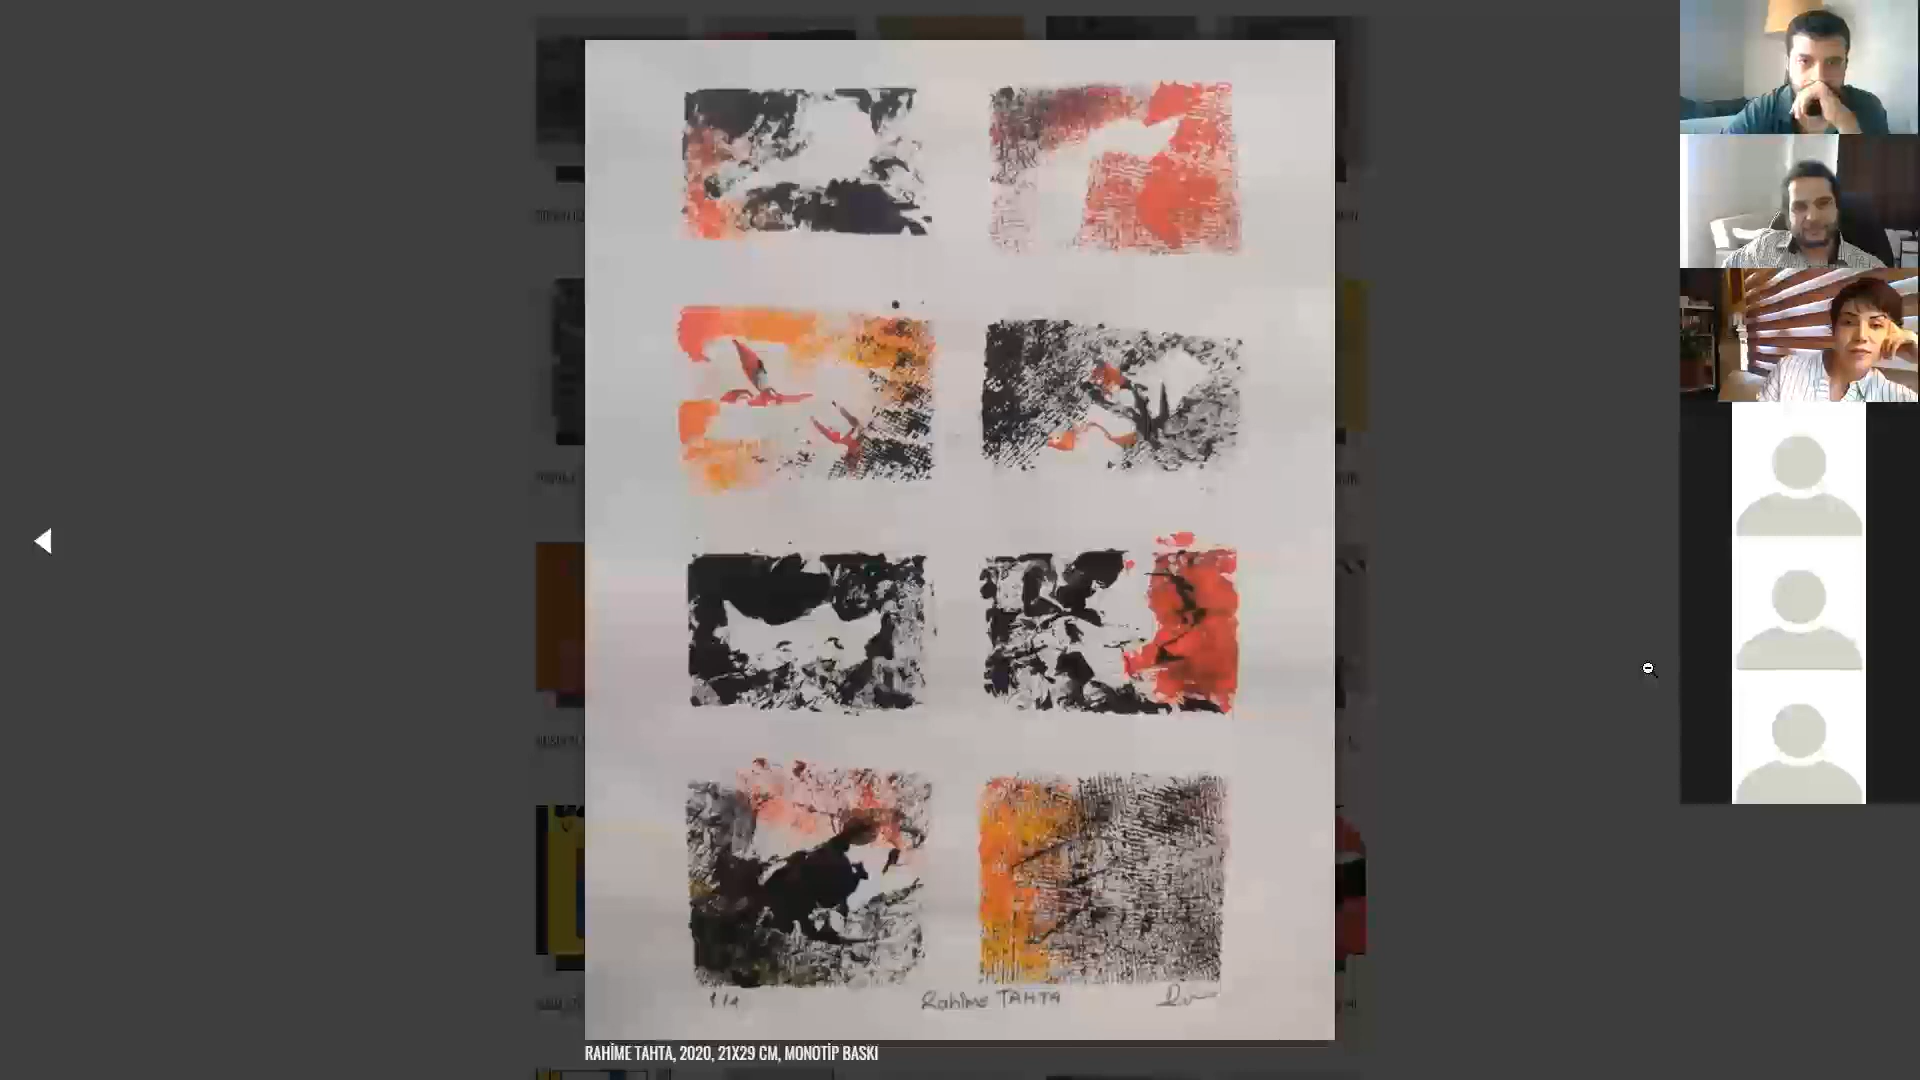 1/1 Rahime TAHTA
RAHİME TAHTA, 2020, 21X29 CM, MONOTİP BASKI